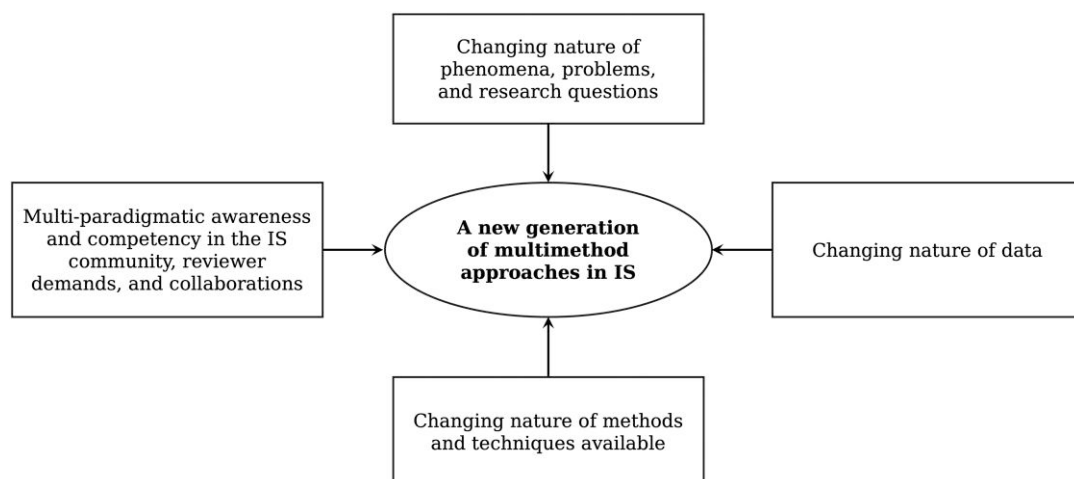 Changing nature of
phenomena, problems,
and research questions
Multi-paradigmatic awareness
and competency in the IS
community, reviewer
demands, and collaborations
A new generation
of multimethod
approaches in IS
Changing nature of data
Changing nature of methods
and techniques available